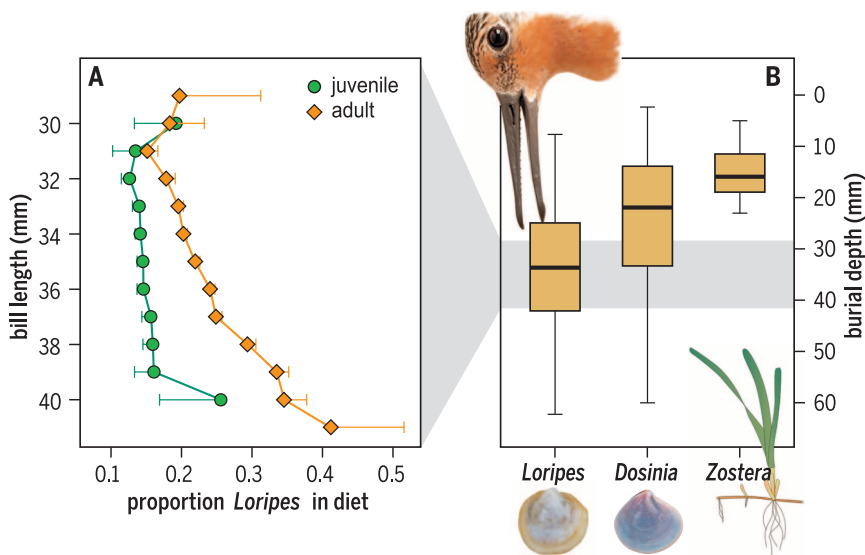 A
juvenile
adult
30
32
34
36
38
40
bill length (mm)
0.1 0.2 0.3 0.4 0.5
proportion Loripes in diet
B
0
10
20
30
40
50
60
burial depth (mm)
Loripes Dosinia Zostera